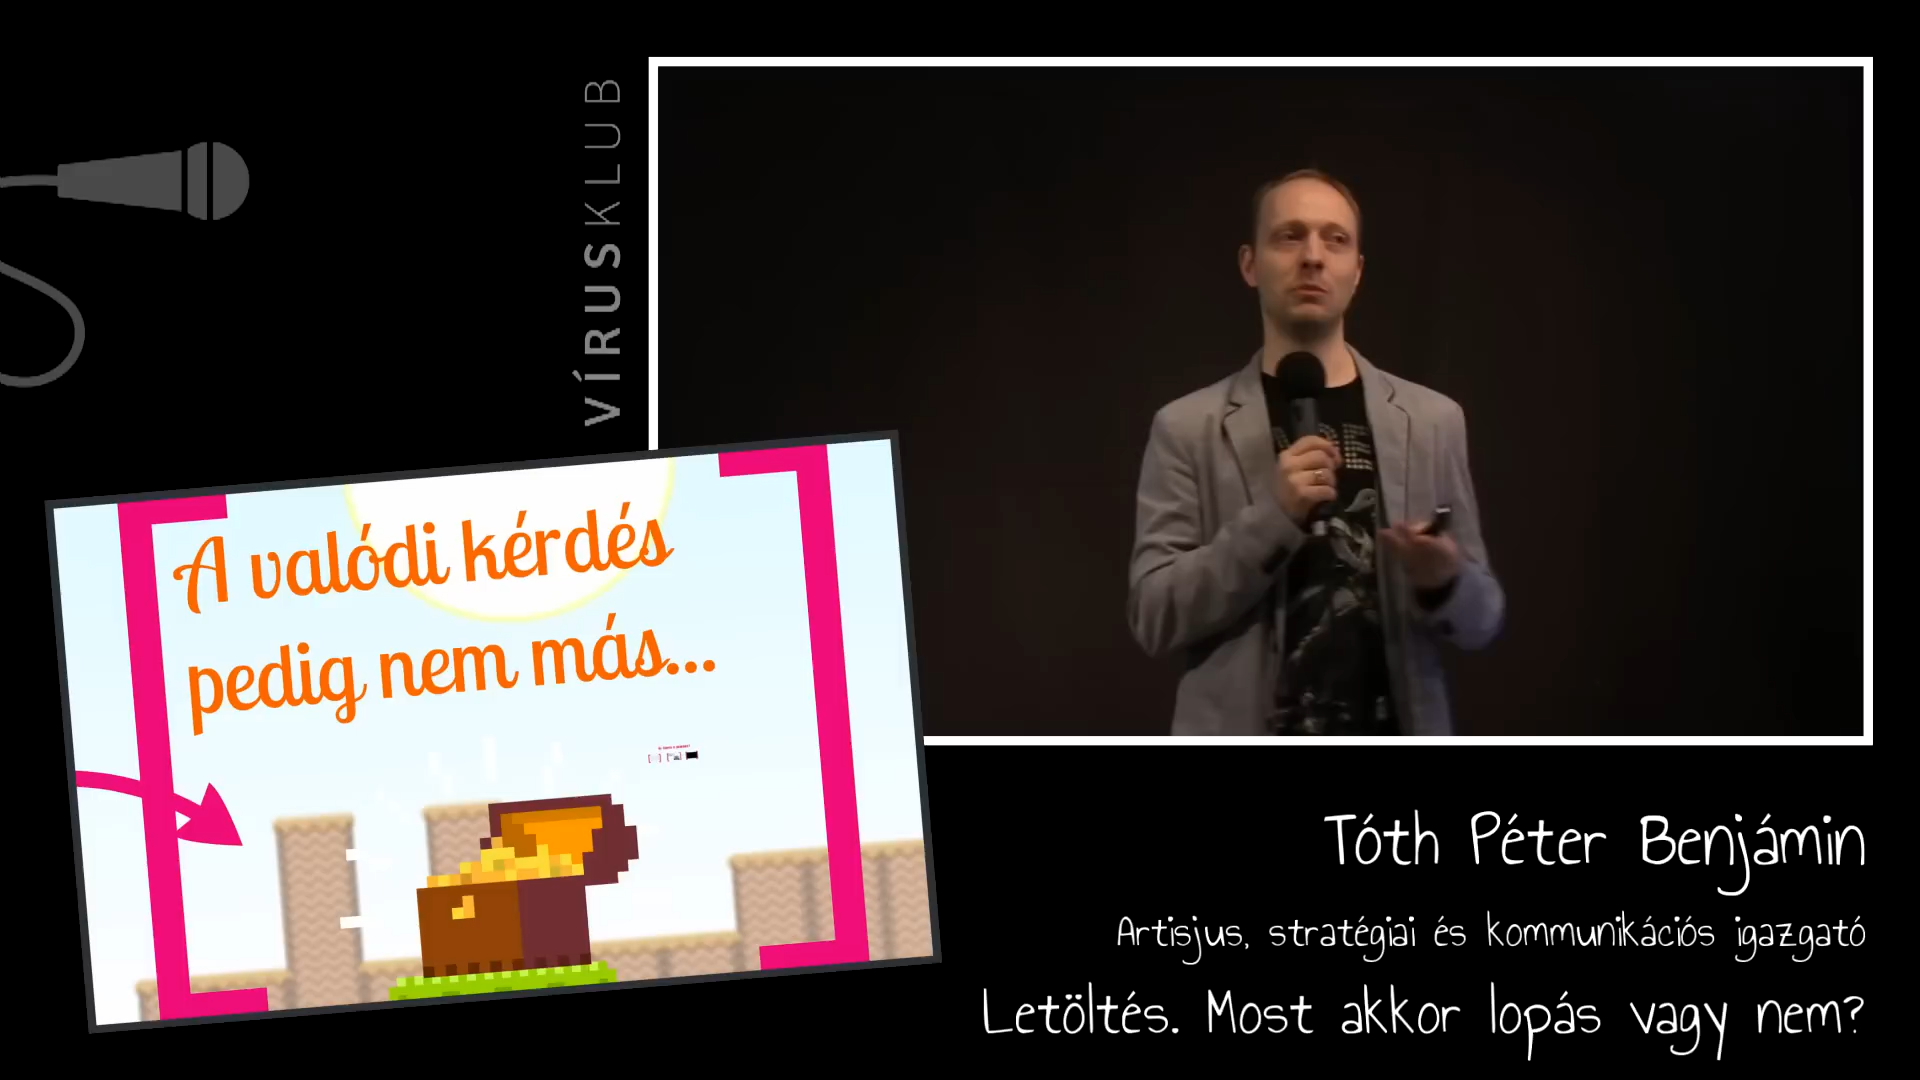 VÍRUSKLUB
A valódi kérdés
pedig nem más...
Tóth Péter Benjámin
Artisjus, stratégiai és kommunikációs igazgató
Letöltés. Most akkor lopás vagy nem?